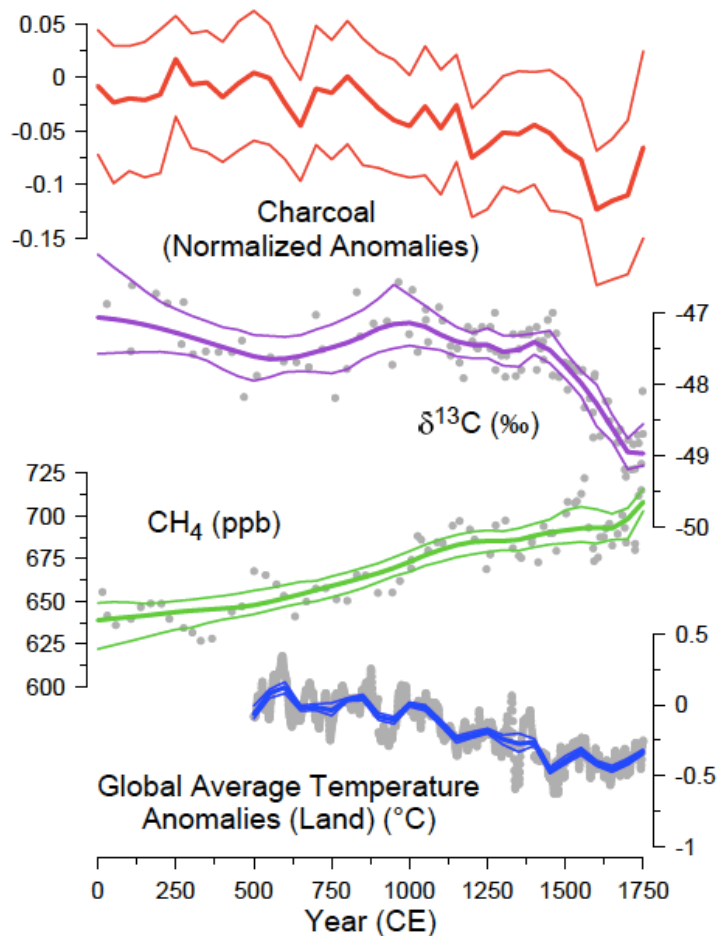 0.05
0
-0.05
-0.1
-0.15
Charcoal
(Normalized Anomalies)
-47
-48
-49
-50
δ¹³C (‰)
725
700
675
650
625
600
CH₄ (ppb)
0.5
0
-0.5
-1
Global Average Temperature
Anomalies (Land) (°C)
0 250 500 750 1000 1250 1500 1750
Year (CE)